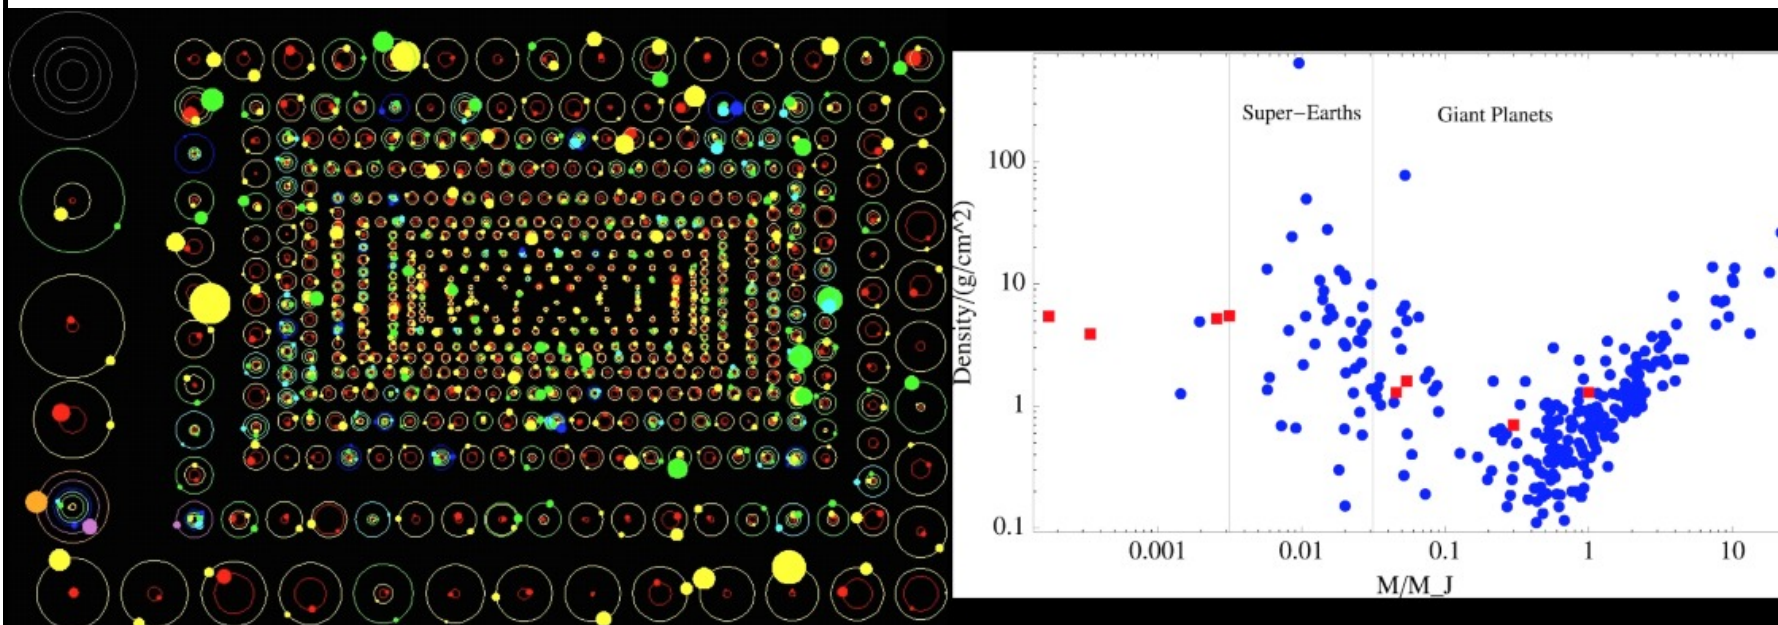 Super−Earths
Giant Planets
100
10
1
0.1
Density/(g/cm^2)
0.001
0.01
0.1
1
10
M/M_J